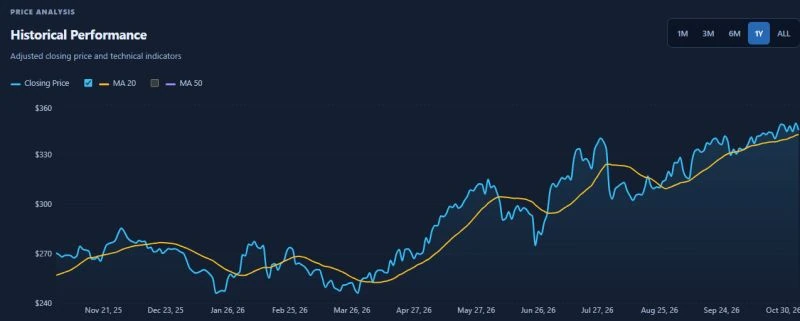 PRICE ANALYSIS
Historical Performance
Adjusted closing price and technical indicators
1M 3M 6M 1Y ALL
Closing Price MA 20 MA 50
$360
$330
$300
$270
$240
Nov 21, 25 Dec 23, 25 Jan 26, 26 Feb 25, 26 Mar 26, 26 Apr 27, 26 May 27, 26 Jun 26, 26 Jul 27, 26 Aug 25, 26 Sep 24, 26 Oct 30, 26